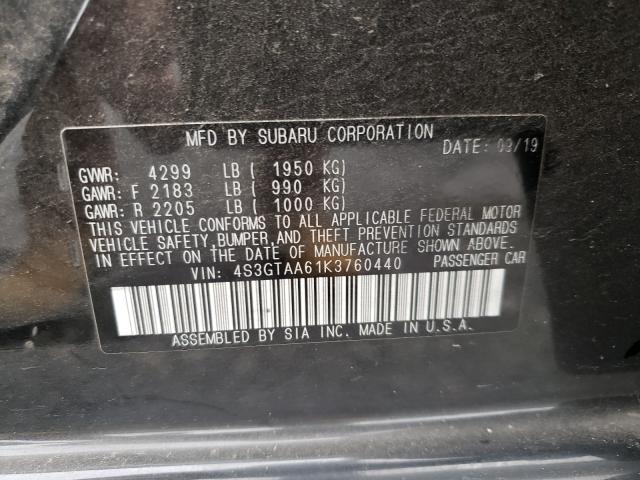 MFD BY SUBARU CORPORATION
DATE: 03/19
GVWR: 4299 LB ( 1950 KG)
GAWR: F 2183 LB ( 990 KG)
GAWR: R 2205 LB ( 1000 KG)
THIS VEHICLE CONFORMS TO ALL APPLICABLE FEDERAL MOTOR
VEHICLE SAFETY, BUMPER, AND THEFT PREVENTION STANDARDS
IN EFFECT ON THE DATE OF MANUFACTURE SHOWN ABOVE.
VIN: 4S3GTAA61K3760440 PASSENGER CAR
ASSEMBLED BY SIA INC. MADE IN U.S.A.